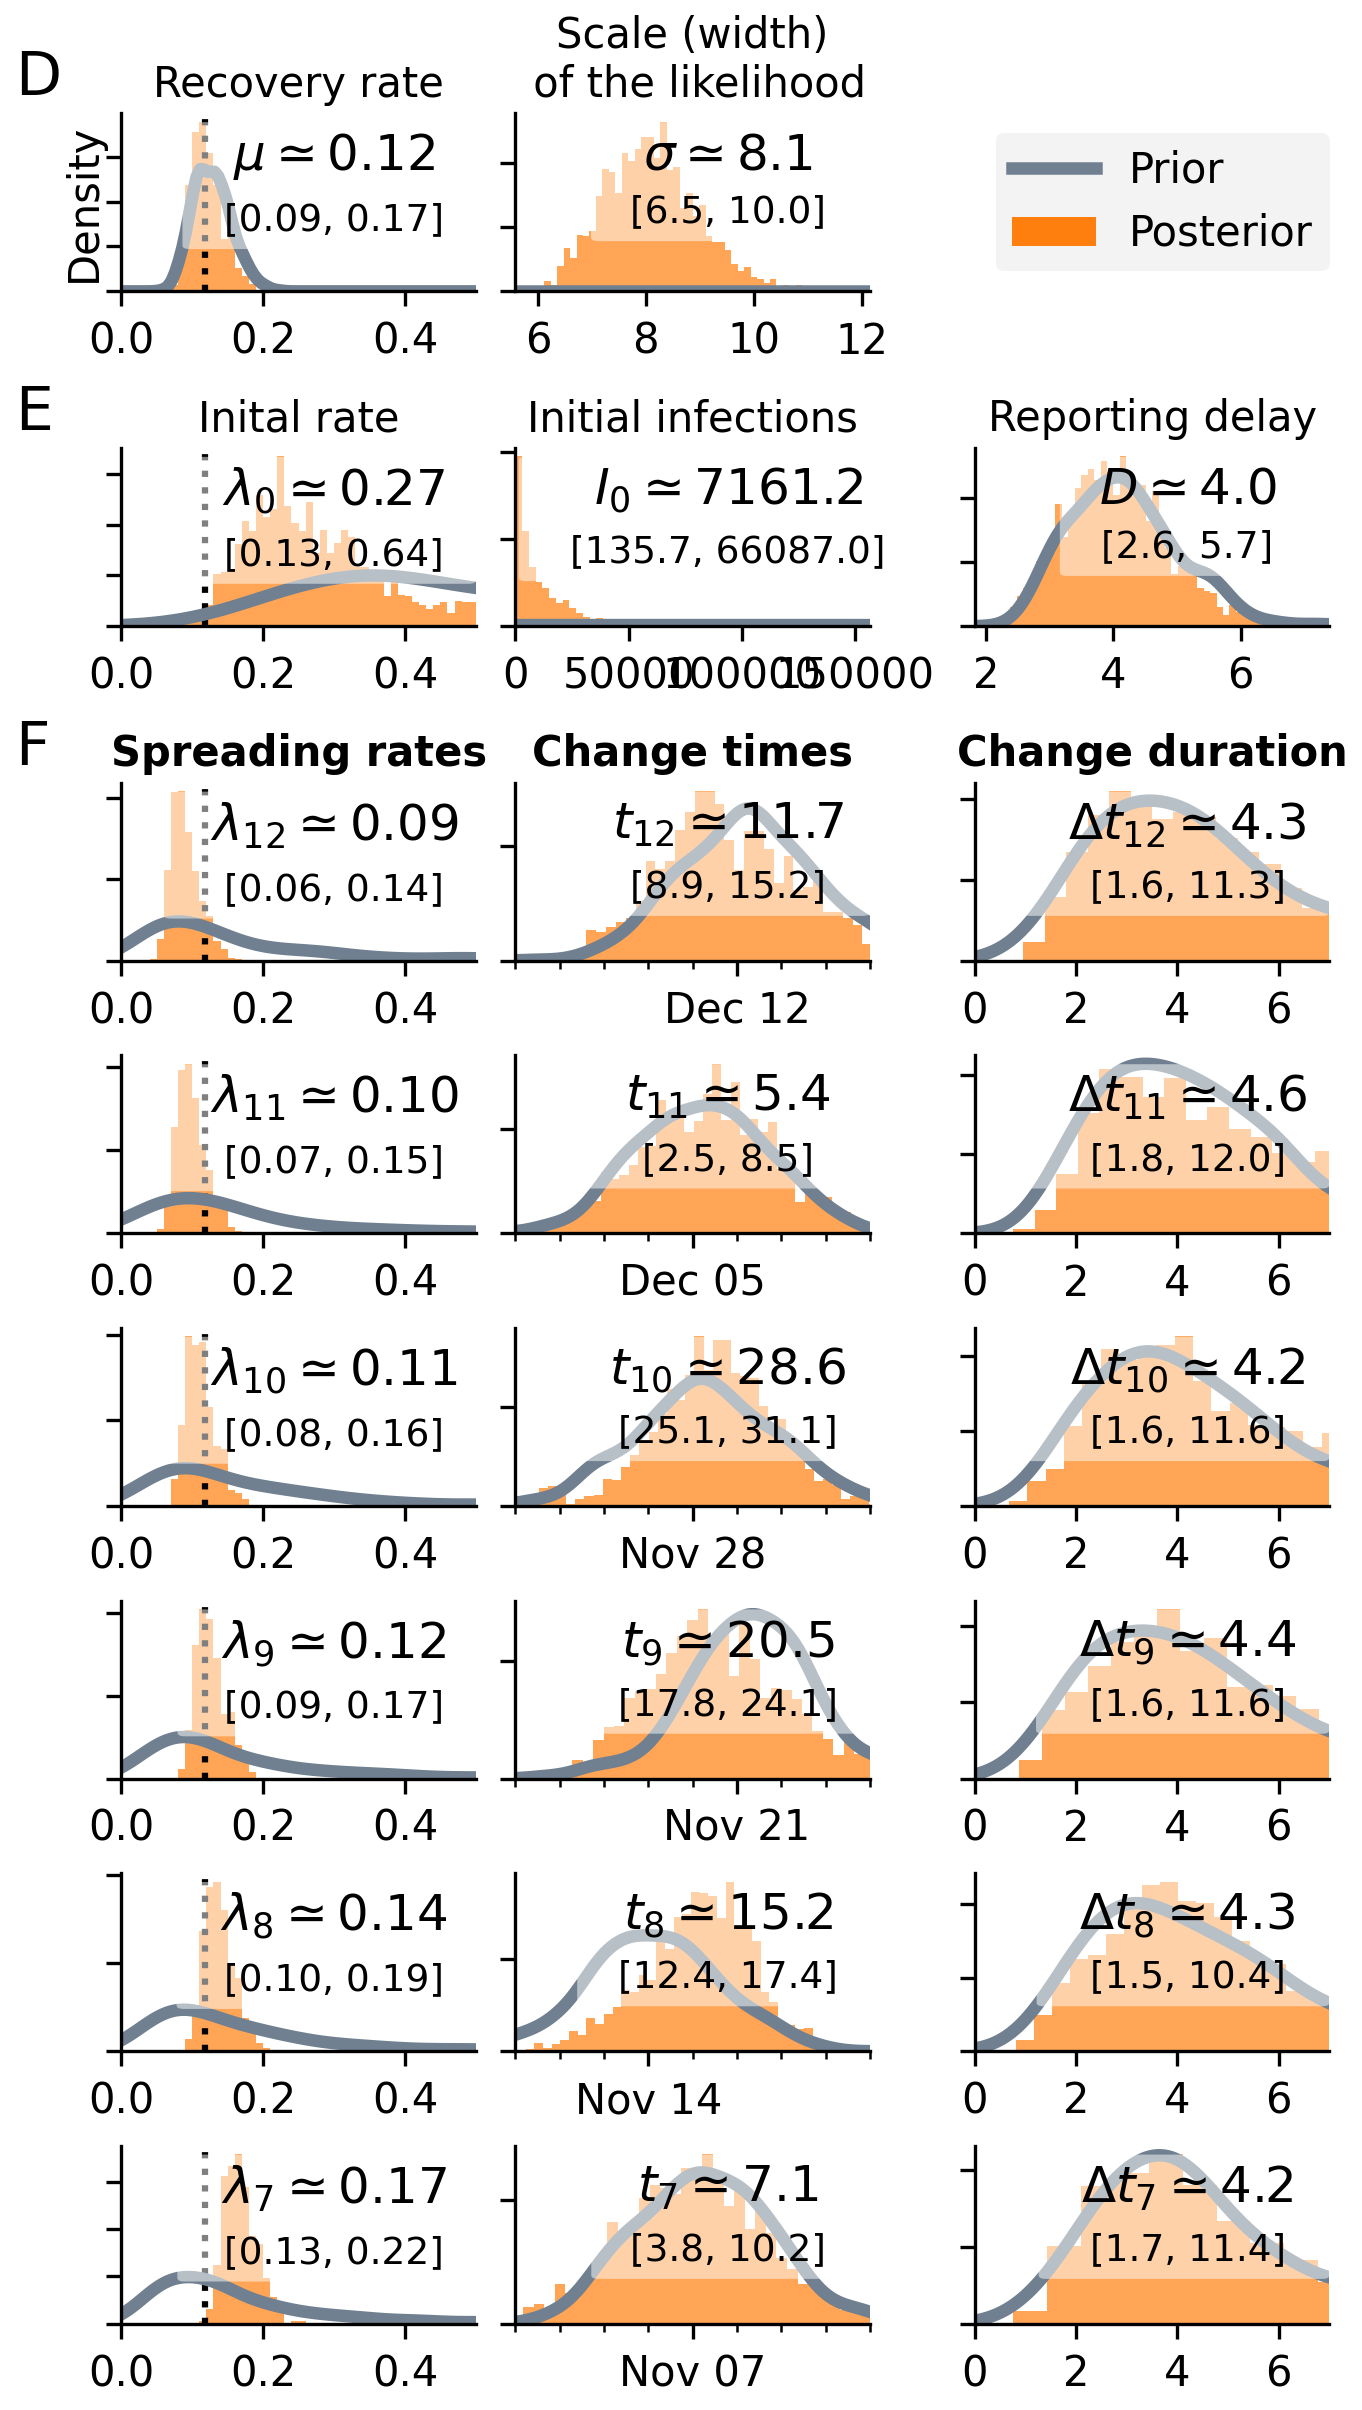 D
Recovery rate
Scale (width)
of the likelihood
Density
μ ≃ 0.12
[0.09, 0.17]
0.0 0.2 0.4
σ ≃ 8.1
[6.5, 10.0]
6 8 10 12
Prior
Posterior
E
Inital rate
λ0 ≃ 0.27
[0.13, 0.64]
0.0 0.2 0.4
Initial infections
I0 ≃ 7161.2
[135.7, 66087.0]
0 50000 100000 150000
Reporting delay
D ≃ 4.0
[2.6, 5.7]
2 4 6
F
Spreading rates
Change times
Change duration
λ12 ≃ 0.09
[0.06, 0.14]
0.0 0.2 0.4
t12 ≃ 11.7
[8.9, 15.2]
Dec 12
Δt12 ≃ 4.3
[1.6, 11.3]
0 2 4 6
λ11 ≃ 0.10
[0.07, 0.15]
0.0 0.2 0.4
t11 ≃ 5.4
[2.5, 8.5]
Dec 05
Δt11 ≃ 4.6
[1.8, 12.0]
0 2 4 6
λ10 ≃ 0.11
[0.08, 0.16]
0.0 0.2 0.4
t10 ≃ 28.6
[25.1, 31.1]
Nov 28
Δt10 ≃ 4.2
[1.6, 11.6]
0 2 4 6
λ9 ≃ 0.12
[0.09, 0.17]
0.0 0.2 0.4
t9 ≃ 20.5
[17.8, 24.1]
Nov 21
Δt9 ≃ 4.4
[1.6, 11.6]
0 2 4 6
λ8 ≃ 0.14
[0.10, 0.19]
0.0 0.2 0.4
t8 ≃ 15.2
[12.4, 17.4]
Nov 14
Δt8 ≃ 4.3
[1.5, 10.4]
0 2 4 6
λ7 ≃ 0.17
[0.13, 0.22]
0.0 0.2 0.4
t7 ≃ 7.1
[3.8, 10.2]
Nov 07
Δt7 ≃ 4.2
[1.7, 11.4]
0 2 4 6